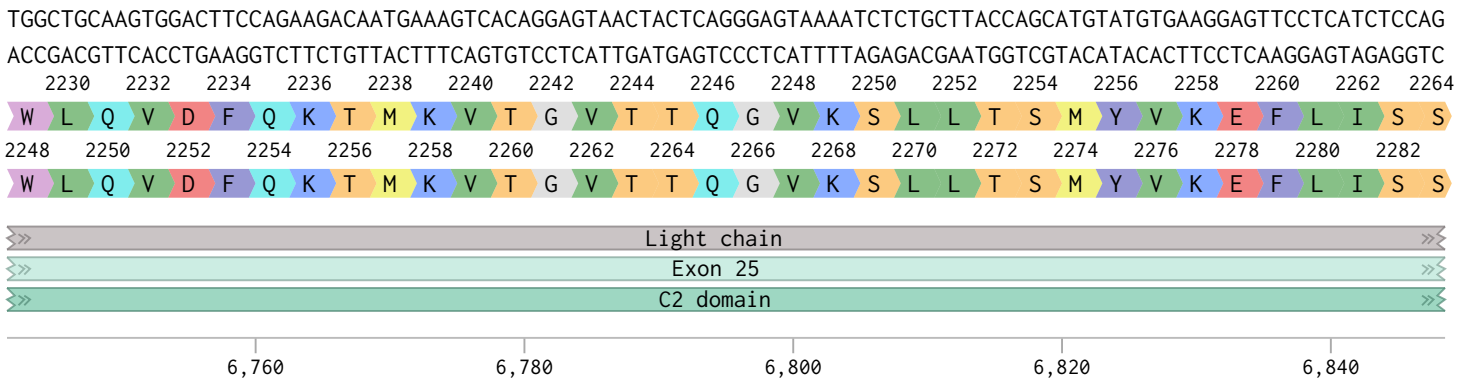 TGGCTGCAAGTGGACTTCCAGAAGACAATGAAAGTCACAGGAGTAACTACTCAGGGAGTAAAATCTCTGCTTACCAGCATGTATGTGAAGGAGTTCCTCATCTCCAG
ACCGACGTTCACCTGAAGGTCTTCTGTTACTTTCAGTGTCCTCATTGATGAGTCCCTCATTTTAGAGACGAATGGTCGTACATACACTTCCTCAAGGAGTAGAGGTC
2230 2232 2234 2236 2238 2240 2242 2244 2246 2248 2250 2252 2254 2256 2258 2260 2262 2264
W L Q V D F Q K T M K V T G V T T Q G V K S L L T S M Y V K E F L I S S
2248 2250 2252 2254 2256 2258 2260 2262 2264 2266 2268 2270 2272 2274 2276 2278 2280 2282
W L Q V D F Q K T M K V T G V T T Q G V K S L L T S M Y V K E F L I S S
Light chain
Exon 25
C2 domain
6,760 6,780 6,800 6,820 6,840